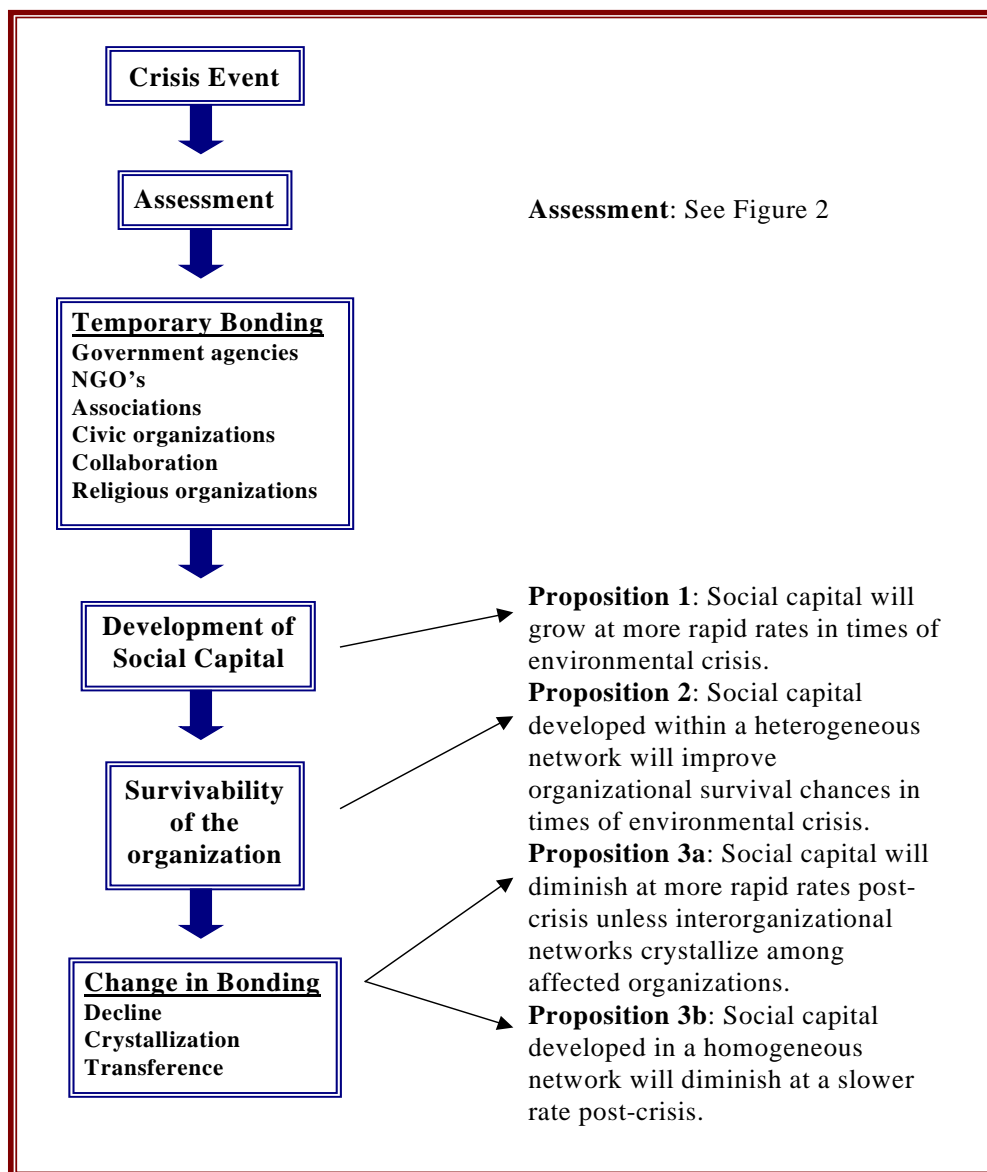 Crisis Event
Assessment
Assessment: See Figure 2
Temporary Bonding
Government agencies
NGO’s
Associations
Civic organizations
Collaboration
Religious organizations
Development of
Social Capital
Proposition 1: Social capital will
grow at more rapid rates in times of
environmental crisis.
Survivability
of the
organization
Proposition 2: Social capital
developed within a heterogeneous
network will improve
organizational survival chances in
times of environmental crisis.
Change in Bonding
Decline
Crystallization
Transference
Proposition 3a: Social capital will
diminish at more rapid rates post-
crisis unless interorganizational
networks crystallize among
affected organizations.
Proposition 3b: Social capital
developed in a homogeneous
network will diminish at a slower
rate post-crisis.